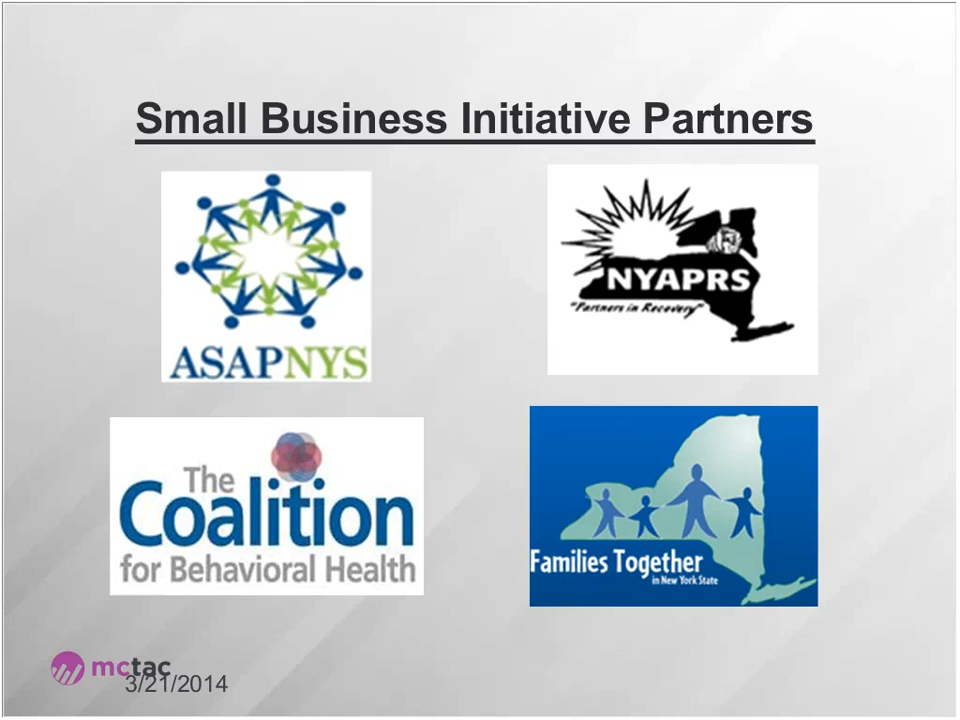 Small Business Initiative Partners
ASAPNYS
NYAPRS
"Partners in Recovery"
The
Coalition
for Behavioral Health
Families Together
in New York State
mctac
3/21/2014